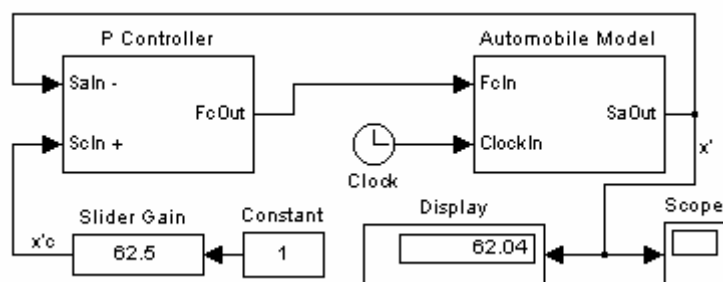 P Controller
Automobile Model
SaIn -
FcOut
ScIn +
FcIn
SaOut
ClockIn
Clock
x'
x'c
Slider Gain
62.5
Constant
1
Display
62.04
Scope